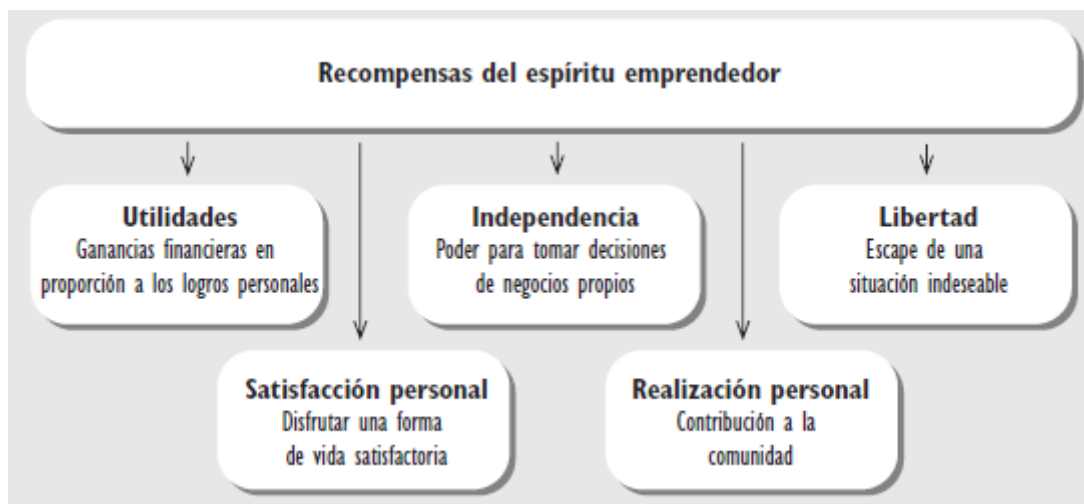 Recompensas del espíritu emprendedor
Utilidades
Ganancias financieras en
proporción a los logros personales
Independencia
Poder para tomar decisiones
de negocios propios
Libertad
Escape de una
situación indeseable
Satisfacción personal
Disfrutar una forma
de vida satisfactoria
Realización personal
Contribución a la
comunidad